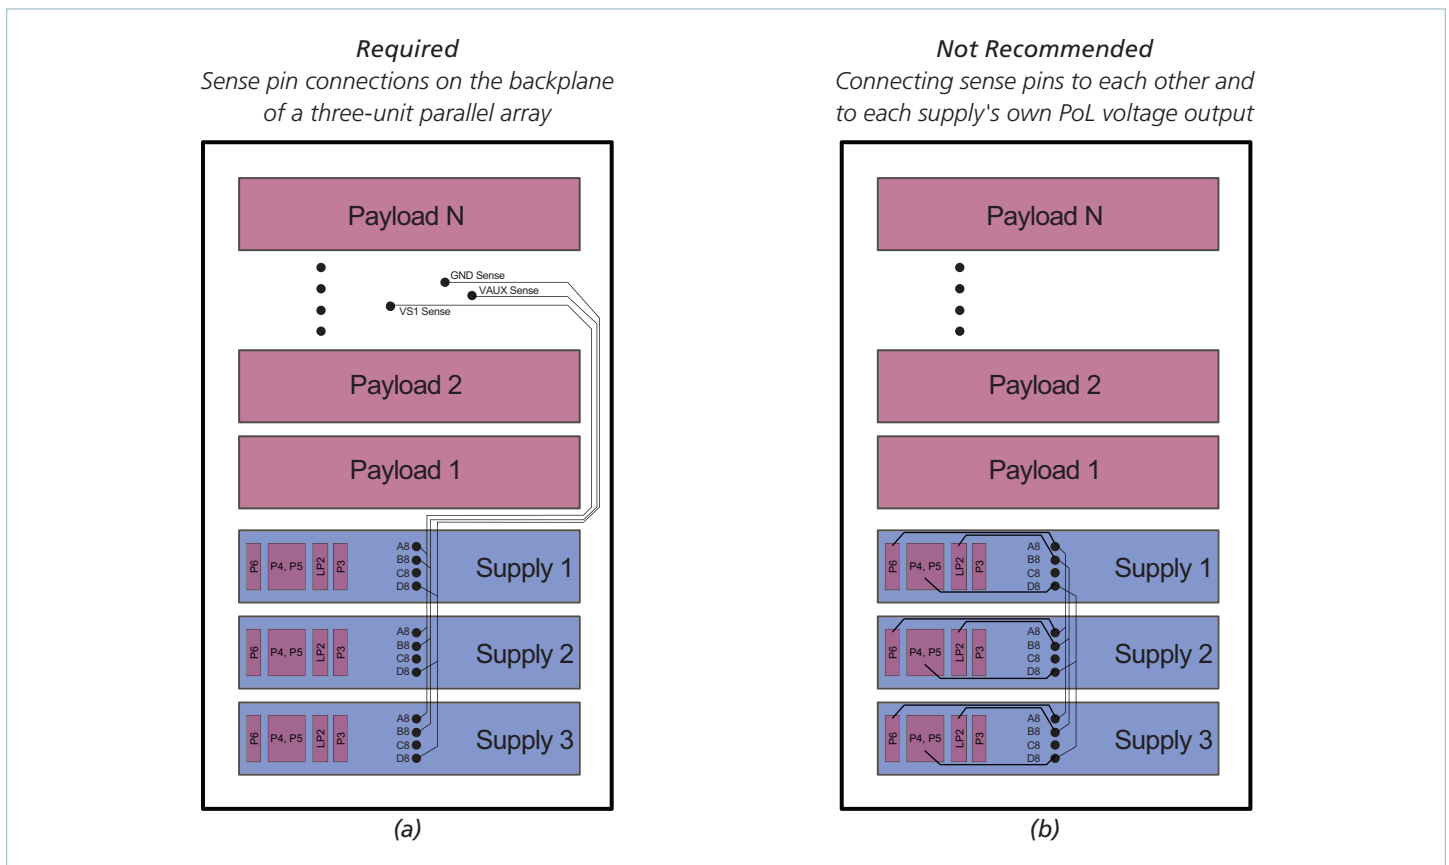 Required
Sense pin connections on the backplane
of a three-unit parallel array
Payload N
GND Sense
VAUX Sense
VS1 Sense
Payload 2
Payload 1
P6
P4, P5
LP2
P3
A8
B8
C8
D8
Supply 1
P6
P4, P5
LP2
P3
A8
B8
C8
D8
Supply 2
P6
P4, P5
LP2
P3
A8
B8
C8
D8
Supply 3
(a)
Not Recommended
Connecting sense pins to each other and
to each supply's own PoL voltage output
Payload N
Payload 2
Payload 1
P6
P4, P5
LP2
P3
A8
B8
C8
D8
Supply 1
P6
P4, P5
LP2
P3
A8
B8
C8
D8
Supply 2
P6
P4, P5
LP2
P3
A8
B8
C8
D8
Supply 3
(b)